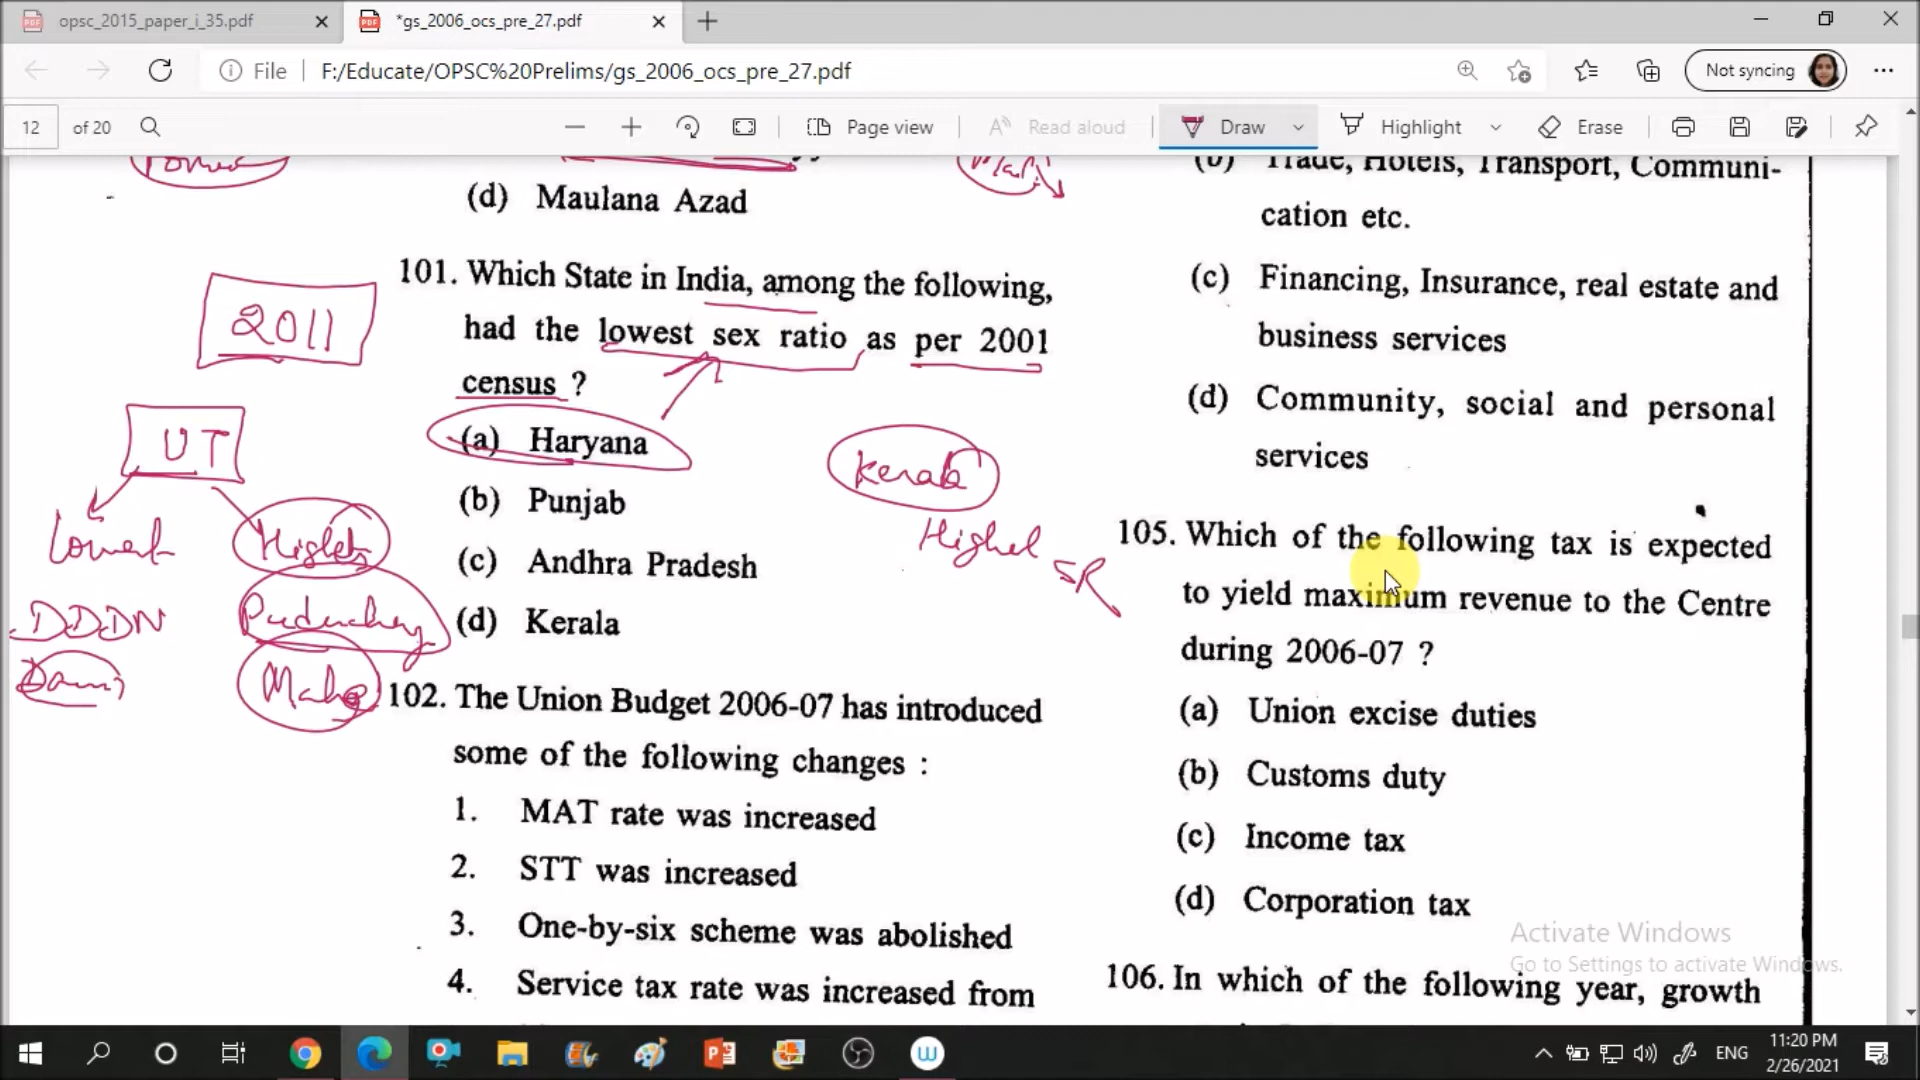 opsc_2015_paper_i_35.pdf
*gs_2006_ocs_pre_27.pdf
File
F:/Educate/OPSC%20Prelims/gs_2006_ocs_pre_27.pdf
Not syncing
12 of 20
Page view
Read aloud
Draw
Highlight
Erase
(d) Maulana Azad
101. Which State in India, among the following,
had the lowest sex ratio as per 2001
census ?
(a) Haryana
(b) Punjab
(c) Andhra Pradesh
(d) Kerala
102. The Union Budget 2006-07 has introduced
some of the following changes :
1. MAT rate was increased
2. STT was increased
3. One-by-six scheme was abolished
4. Service tax rate was increased from
2011
UT
Lowest
Highest
DDDN
Puducherry
Daman
Mahe
Kerala
Highest
SR
(b) Trade, Hotels, Transport, Communi-
cation etc.
(c) Financing, Insurance, real estate and
business services
(d) Community, social and personal
services
105. Which of the following tax is expected
to yield maximum revenue to the Centre
during 2006-07 ?
(a) Union excise duties
(b) Customs duty
(c) Income tax
(d) Corporation tax
106. In which of the following year, growth
Activate Windows
Go to Settings to activate Windows.
ENG
11:20 PM
2/26/2021